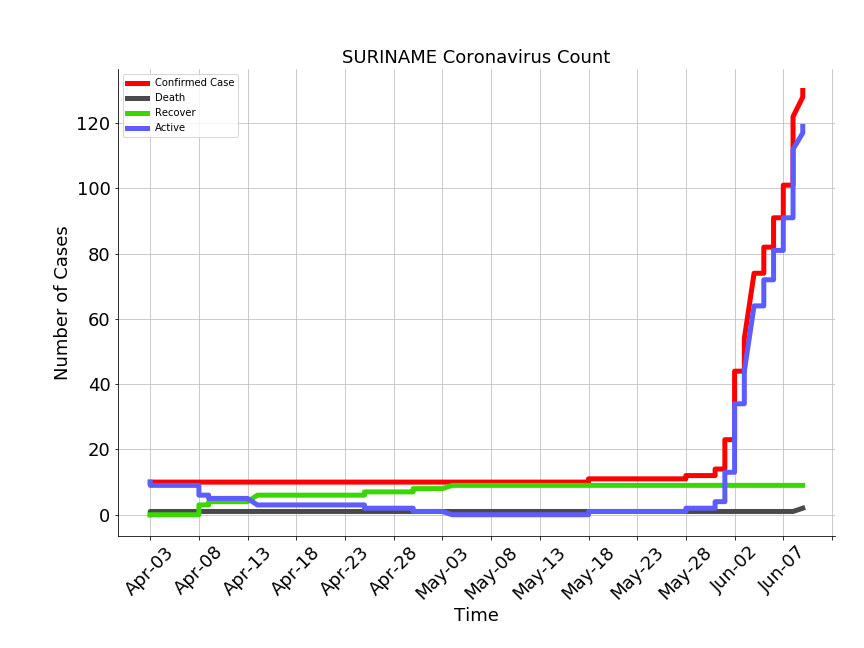 SURINAME Coronavirus Count
Confirmed Case
Death
Recover
Active
Number of Cases
120
100
80
60
40
20
0
Apr-03
Apr-08
Apr-13
Apr-18
Apr-23
Apr-28
May-03
May-08
May-13
May-18
May-23
May-28
Jun-02
Jun-07
Time